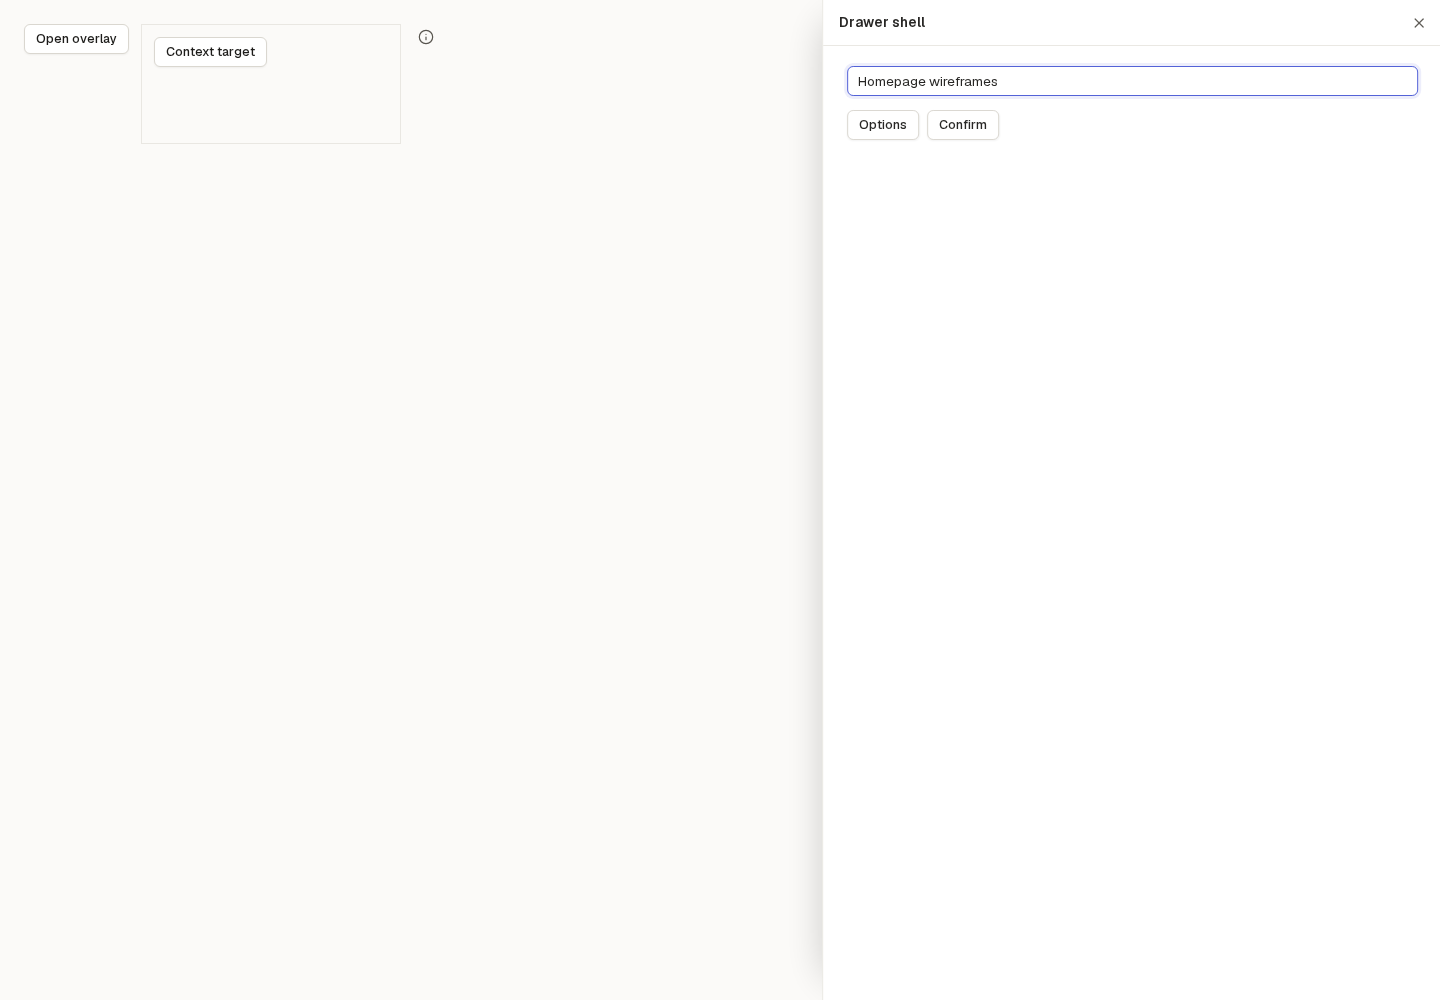 Open overlay
Context target
Drawer shell
Homepage wireframes
Options
Confirm